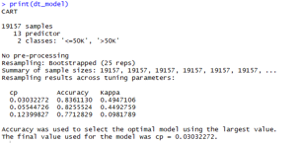 > print(dt_model)
CART

19157 samples
13 predictor
2 classes: '<=50K', '>50K'

No pre-processing
Resampling: Bootstrapped (25 reps)
Summary of sample sizes: 19157, 19157, 19157, 19157, 19157, 19157, ...
Resampling results across tuning parameters:

cp Accuracy Kappa
0.03032272 0.8361130 0.4947106
0.05544726 0.8255524 0.4492759
0.12399827 0.7712829 0.0981789

Accuracy was used to select the optimal model using the largest value.
The final value used for the model was cp = 0.03032272.